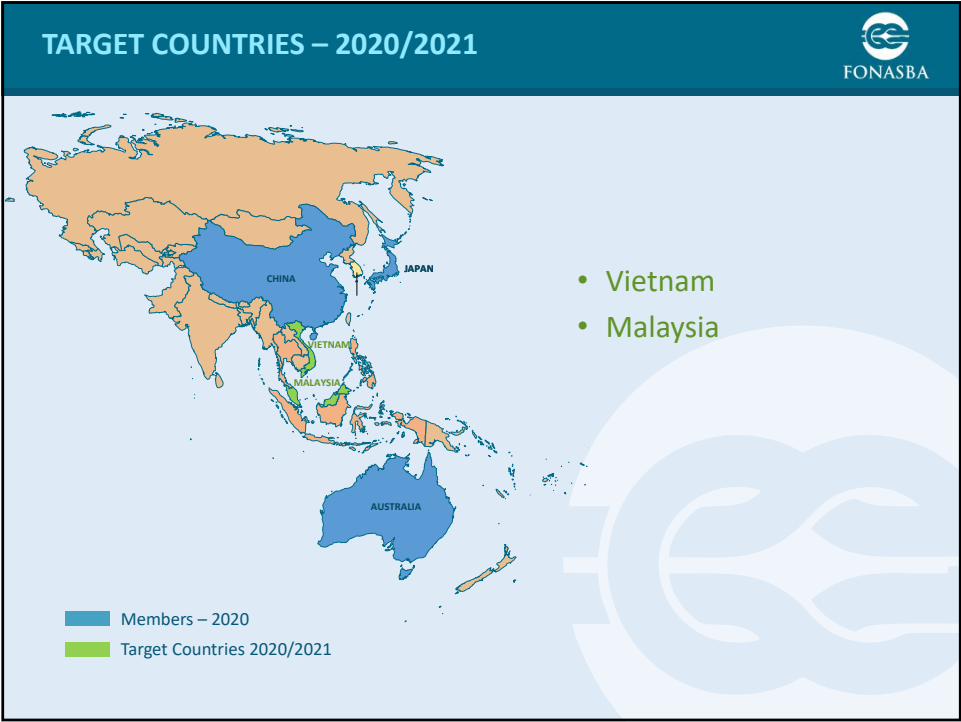 TARGET COUNTRIES – 2020/2021
FONASBA
CHINA
JAPAN
VIETNAM
MALAYSIA
AUSTRALIA
• Vietnam
• Malaysia
Members – 2020
Target Countries 2020/2021